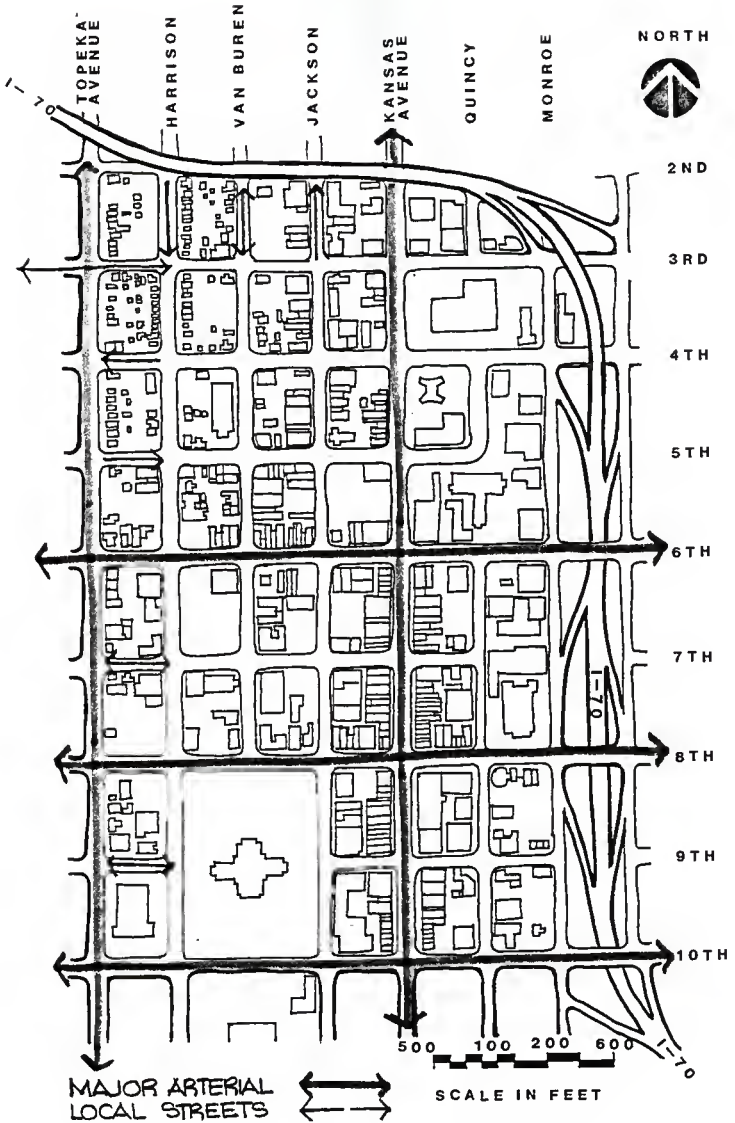 NORTH
TOPEKA
AVENUE
HARRISON
VAN BUREN
JACKSON
KANSAS
AVENUE
QUINCY
MONROE
I-70
2ND
3RD
4TH
5TH
6TH
7TH
I-70
8TH
9TH
10TH
500 100 200 600
I-70
SCALE IN FEET
MAJOR ARTERIAL
LOCAL STREETS